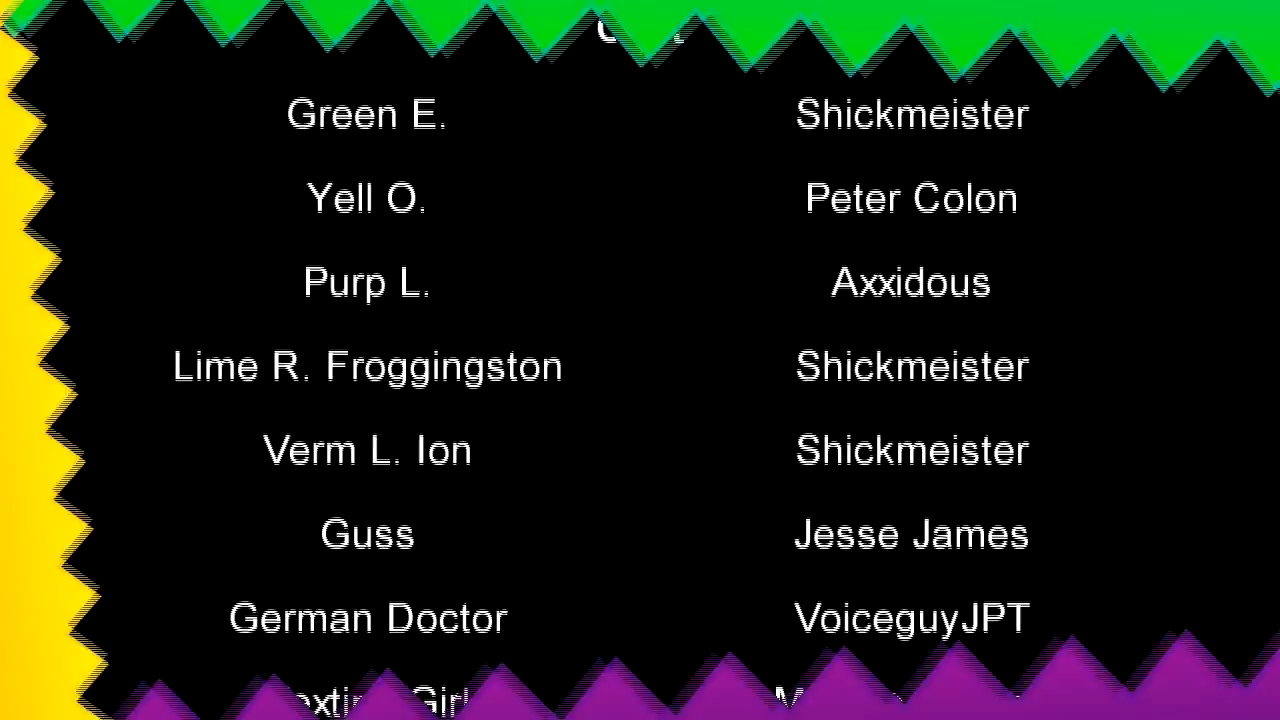 Green E. Shickmeister
Yell O. Peter Colon
Purp L. Axxidous
Lime R. Froggingston Shickmeister
Verm L. Ion Shickmeister
Guss Jesse James
German Doctor VoiceguyJPT